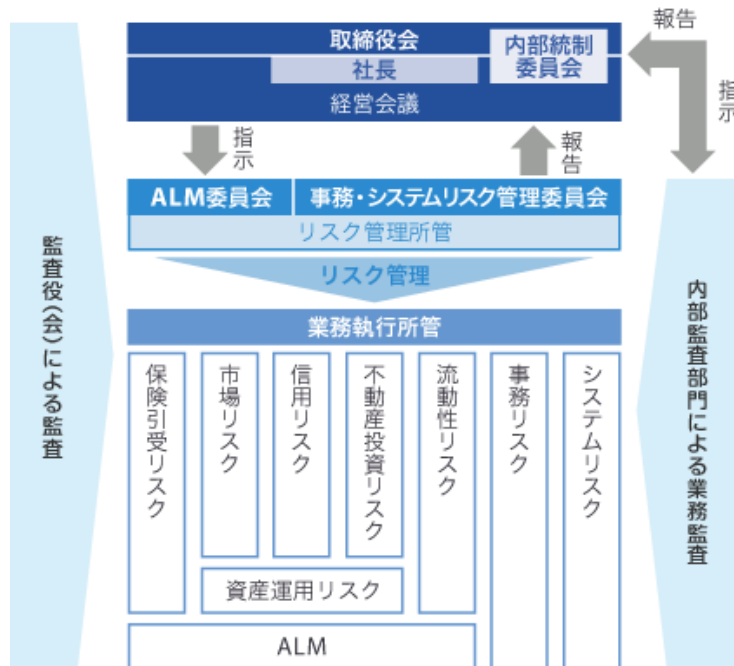 取締役会
社長
経営会議
内部統制
委員会
報告
指示
指示
報告
ALM委員会
事務・システムリスク管理委員会
リスク管理所管
リスク管理
業務執行所管
保険引受リスク
市場リスク
信用リスク
不動産投資リスク
流動性リスク
事務リスク
システムリスク
資産運用リスク
ALM
監査役(会)による監査
内部監査部門による業務監査